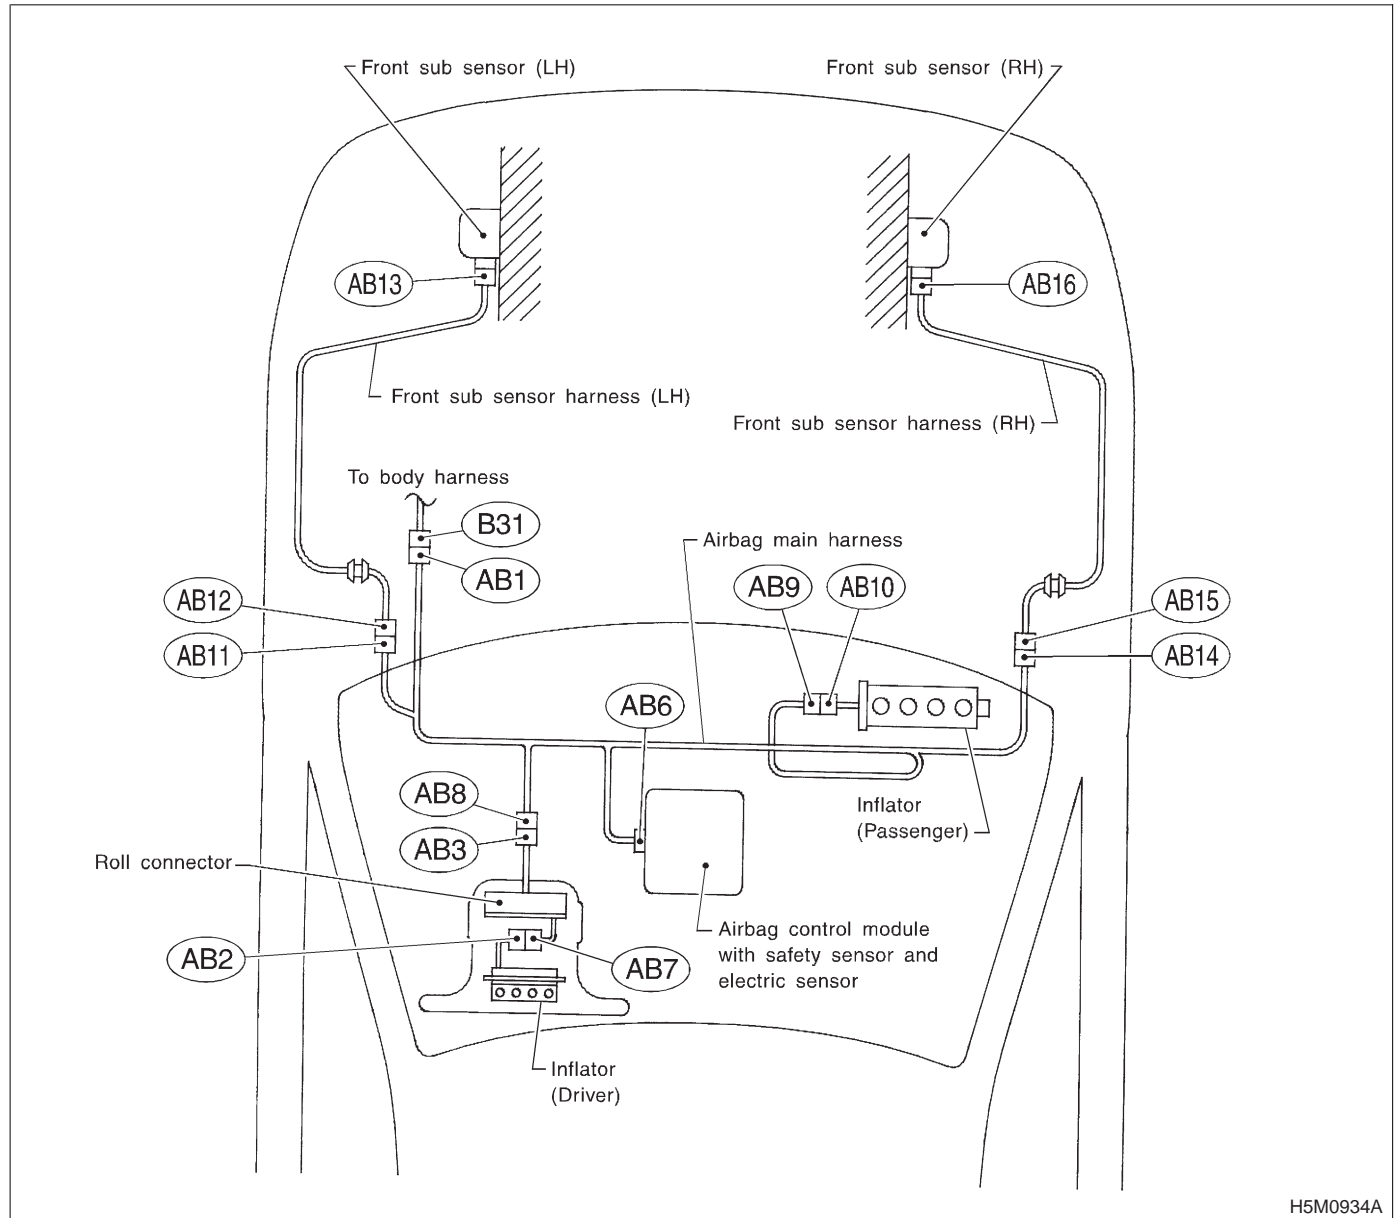 Front sub sensor (LH)
Front sub sensor (RH)
AB13
AB16
Front sub sensor harness (LH)
Front sub sensor harness (RH)
To body harness
B31
Airbag main harness
AB1
AB9
AB10
AB12
AB15
AB11
AB14
AB6
AB8
Inflator
(Passenger)
AB3
Roll connector
Airbag control module
with safety sensor and
electric sensor
AB2
AB7
Inflator
(Driver)
H5M0934A